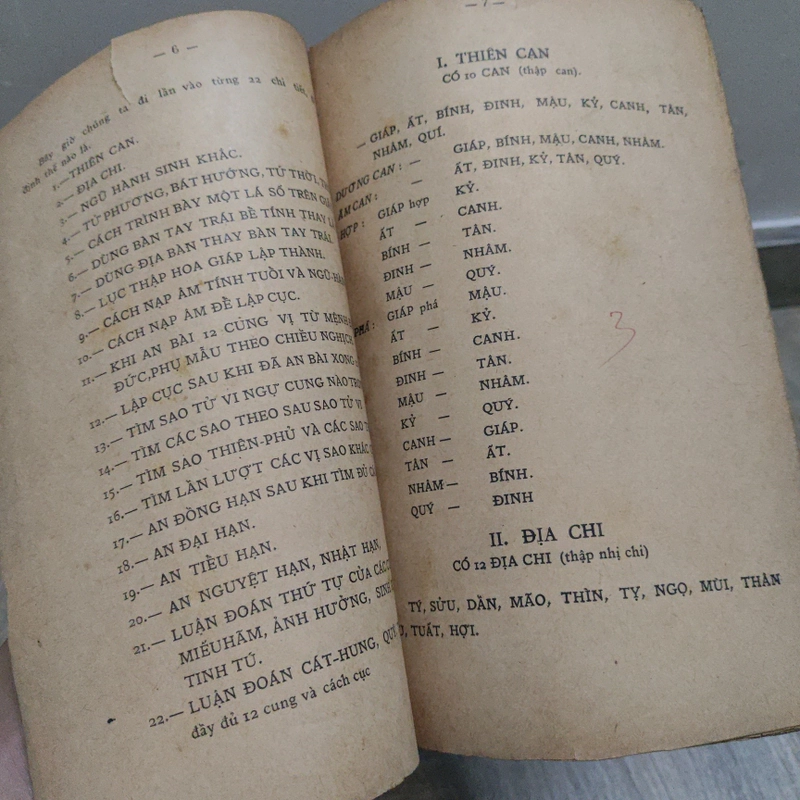 — 6 —
Bây giờ chúng ta đi lần vào từng 22 chi tiết,
định thế nào là.
1.— THIÊN CAN.
2.— ĐỊA CHI.
3.— NGŨ HÀNH SINH KHẮC.
4.— TỨ PHƯƠNG, BÁT HƯỚNG, TỨ THỜI,
5.— CÁCH TRÌNH BÀY MỘT LÁ SỐ TRÊN
6.— DÙNG BÀN TAY TRÁI BỀ TÍNH THAY
7.— DÙNG ĐỊA BÀN THAY BÀN TAY TRÁI.
8.— LỤC THẬP HOA GIÁP LẬP THÀNH.
9.— CÁCH NẠP ÂM TÍNH TUỔI VÀ NGŨ-
10.— CÁCH NẠP ÂM ĐỂ LẬP CỤC.
11.— KHI AN BÀI 12 CUNG VỊ TỪ MỆNH
ĐỨC, PHỤ MẪU THEO CHIỀU NGHỊCH
12.— LẬP CỤC SAU KHI ĐÃ AN BÀI XONG
13.— TÌM SAO TỬ VI NGỰ CUNG NÀO
14.— TÌM CÁC SAO THEO SAU SAO TỬ VI
15.— TÌM SAO THIÊN-PHỦ VÀ CÁC SAO
16.— TÌM LẦN LƯỢT CÁC VỊ SAO KHÁC
17.— AN ĐỒNG HẠN SAU KHI TÌM ĐỦ
18.— AN ĐẠI HẠN.
19.— AN TIỂU HẠN.
20.— AN NGUYỆT HẠN, NHẬT HẠN,
21.— LUẬN ĐOÁN THỨ TỰ CỦA CÁC
MIẾUHÃM, ẢNH HƯỞNG, SINH
TINH TÚ.
22.— LUẬN ĐOÁN CÁT-HUNG, QUÝ
đầy đủ 12 cung và cách cục
— 7 —
I. THIÊN CAN
CÓ 10 CAN (thập can).
— GIÁP, ẤT, BÍNH, ĐINH, MẬU, KỶ, CANH, TÂN,
NHÂM, QUÍ.
DƯƠNG CAN: — GIÁP, BÍNH, MẬU, CANH, NHÂM.
ÂM CAN: — ẤT, ĐINH, KỶ, TÂN, QUÝ.
HỢP: GIÁP hợp KỶ.
ẤT — CANH.
BÍNH — TÂN.
ĐINH — NHÂM.
MẬU — QUÝ.
PHÁ: GIÁP phá MẬU.
ẤT — KỶ.
BÍNH — CANH.
ĐINH — TÂN.
MẬU — NHÂM.
KỶ — QUÝ.
CANH — GIÁP.
TÂN — ẤT.
NHÂM — BÍNH.
QUÝ — ĐINH
3
II. ĐỊA CHI
CÓ 12 ĐỊA CHI (thập nhị chi)
TÝ, SỬU, DẦN, MÃO, THÌN, TỴ, NGỌ, MÙI, THÂN
TUẤT, HỢI.